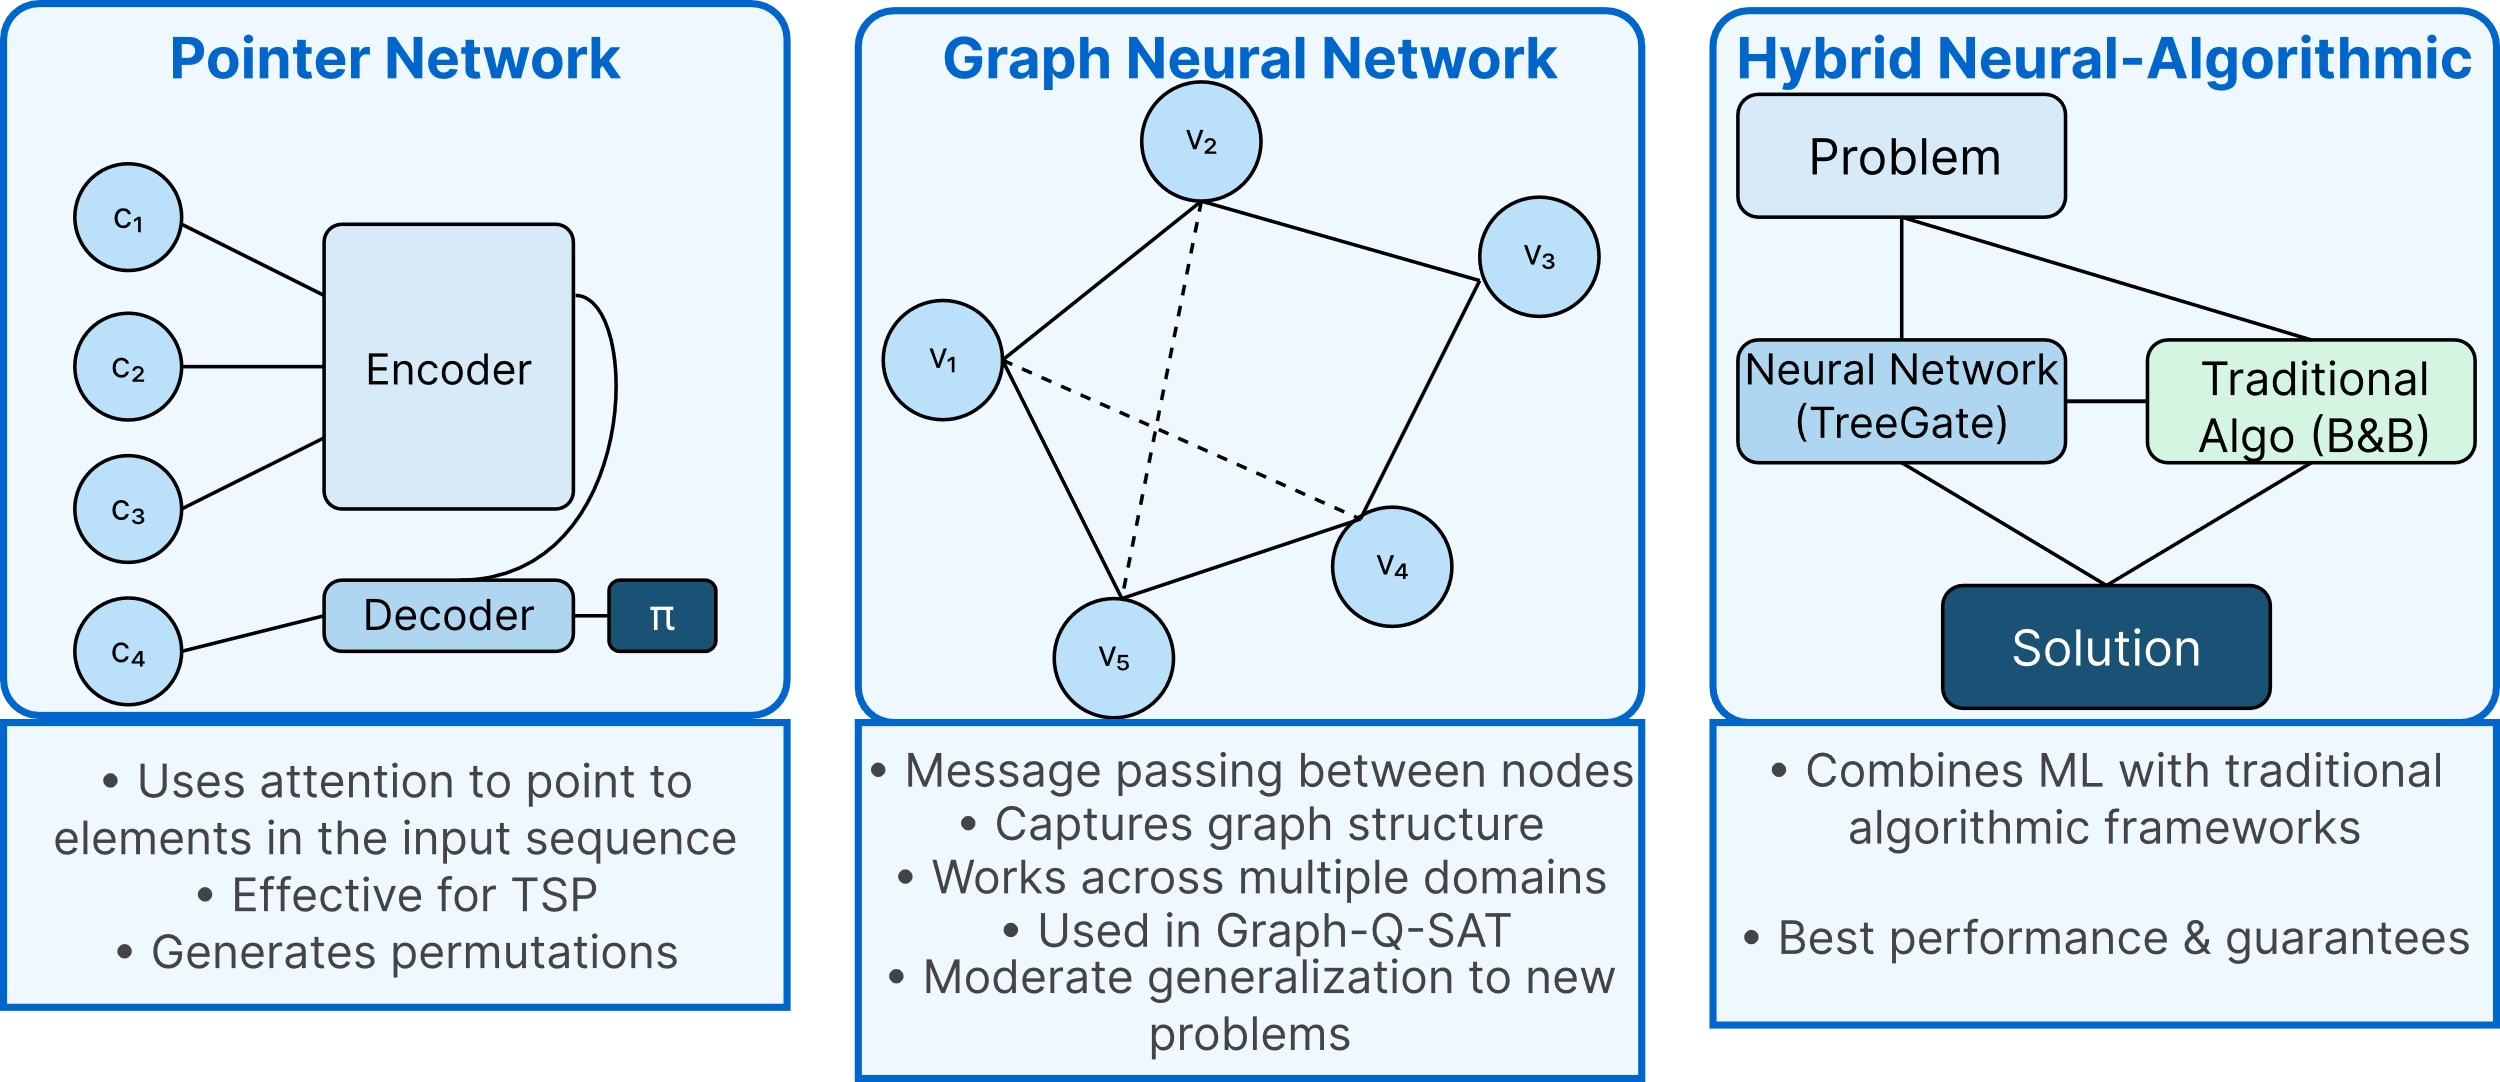 Pointer Network
c₁
c₂
c₃
c₄
Encoder
Decoder
π
• Uses attention to point to
elements in the input sequence
• Effective for TSP
• Generates permutations
Graph Neural Network
v₂
v₃
v₁
v₄
v₅
• Message passing between nodes
• Captures graph structure
• Works across multiple domains
• Used in Graph-Q-SAT
• Moderate generalization to new
problems
Hybrid Neural-Algorithmic
Problem
Neural Network
(TreeGate)
Traditional
Algo (B&B)
Solution
• Combines ML with traditional
algorithmic frameworks
• Best performance & guarantees